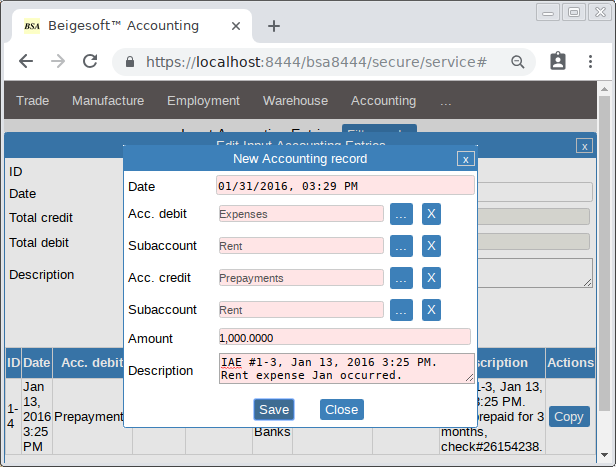 BSA Beigesoft™ Accounting
https://localhost:8444/bsa8444/secure/service#
Trade Manufacture Employment Warehouse Accounting ...
Edit Input Accounting Entries x
New Accounting record x
ID
Date
Total credit
Total debit
Description
Date 01/31/2016, 03:29 PM
Acc. debit Expenses ... X
Subaccount Rent ... X
Acc. credit Prepayments ... X
Subaccount Rent ... X
Amount 1,000.0000
Description IAE #1-3, Jan 13, 2016 3:25 PM.
Rent expense Jan occurred.
Save Close
ID Date Acc. debit scription Actions
1-4
Jan
13,
2016
3:25
PM
Prepayment
Banks
1-3, Jan 13,
3:25 PM.
prepaid for 3
months,
check#26154238.
Copy